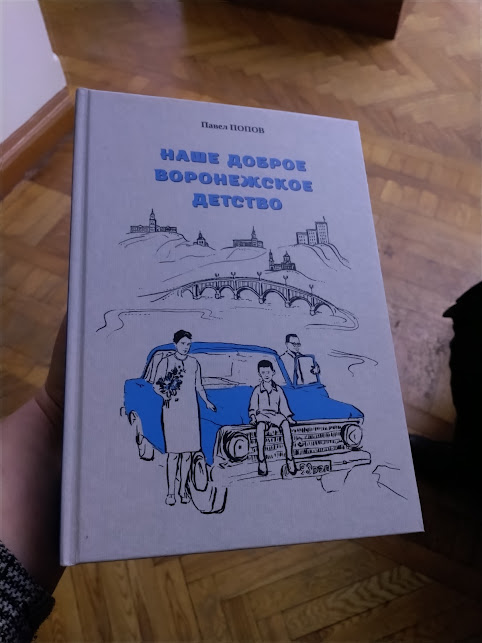 Павел ПОПОВ
НАШЕ ДОБРОЕ
ВОРОНЕЖСКОЕ
ДЕТСТВО